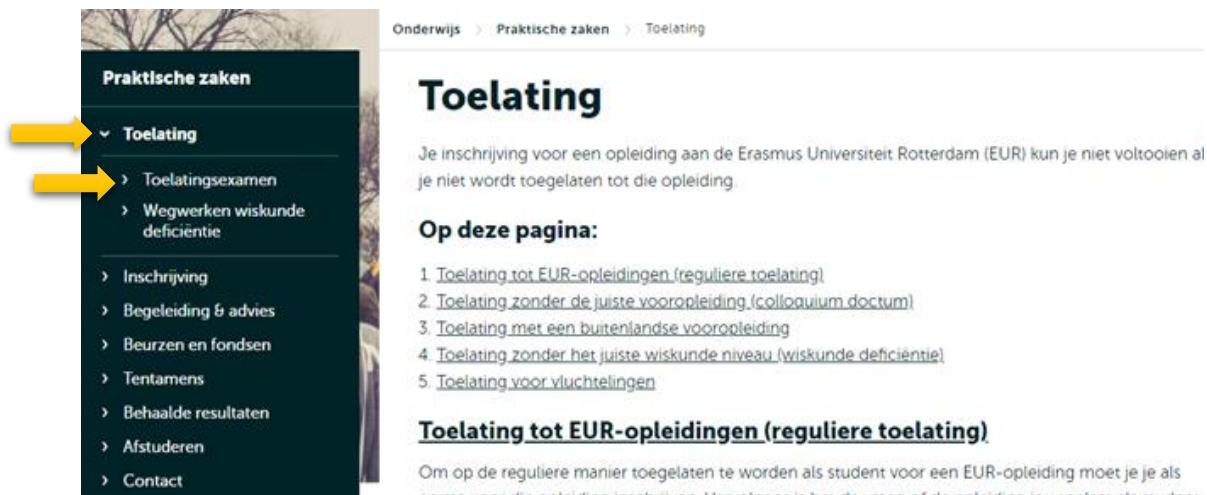 Onderwijs > Praktische zaken > Toelating
Praktische zaken
Toelating
Toelatingsexamen
Wegwerken wiskunde
deficiëntie
Inschrijving
Begeleiding & advies
Beurzen en fondsen
Tentamens
Behaalde resultaten
Afstuderen
Contact
Toelating
Je inschrijving voor een opleiding aan de Erasmus Universiteit Rotterdam (EUR) kun je niet voltooien al
je niet wordt toegelaten tot die opleiding.
Op deze pagina:
1. Toelating tot EUR-opleidingen (reguliere toelating)
2. Toelating zonder de juiste vooropleiding (colloquium doctum)
3. Toelating met een buitenlandse vooropleiding
4. Toelating zonder het juiste wiskunde niveau (wiskunde deficiëntie)
5. Toelating voor vluchtelingen
Toelating tot EUR-opleidingen (reguliere toelating)
Om op de reguliere manier toegelaten te worden als student voor een EUR-opleiding moet je je als